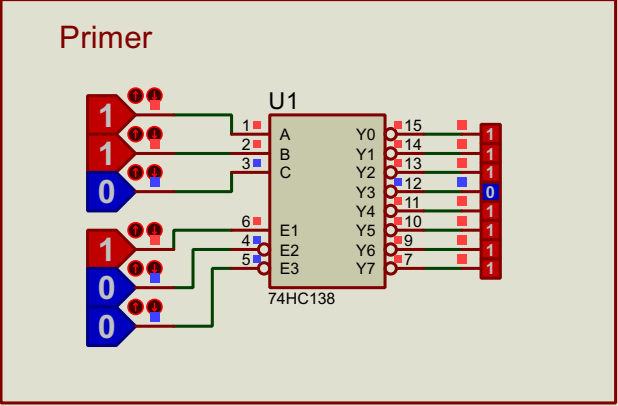 Primer
U1
1 1 A Y0 15 1
1 2 B Y1 14 1
0 3 C Y2 13 1
Y3 12 0
Y4 11 1
1 6 E1 Y5 10 1
0 4 E2 Y6 9 1
0 5 E3 Y7 7 1
74HC138